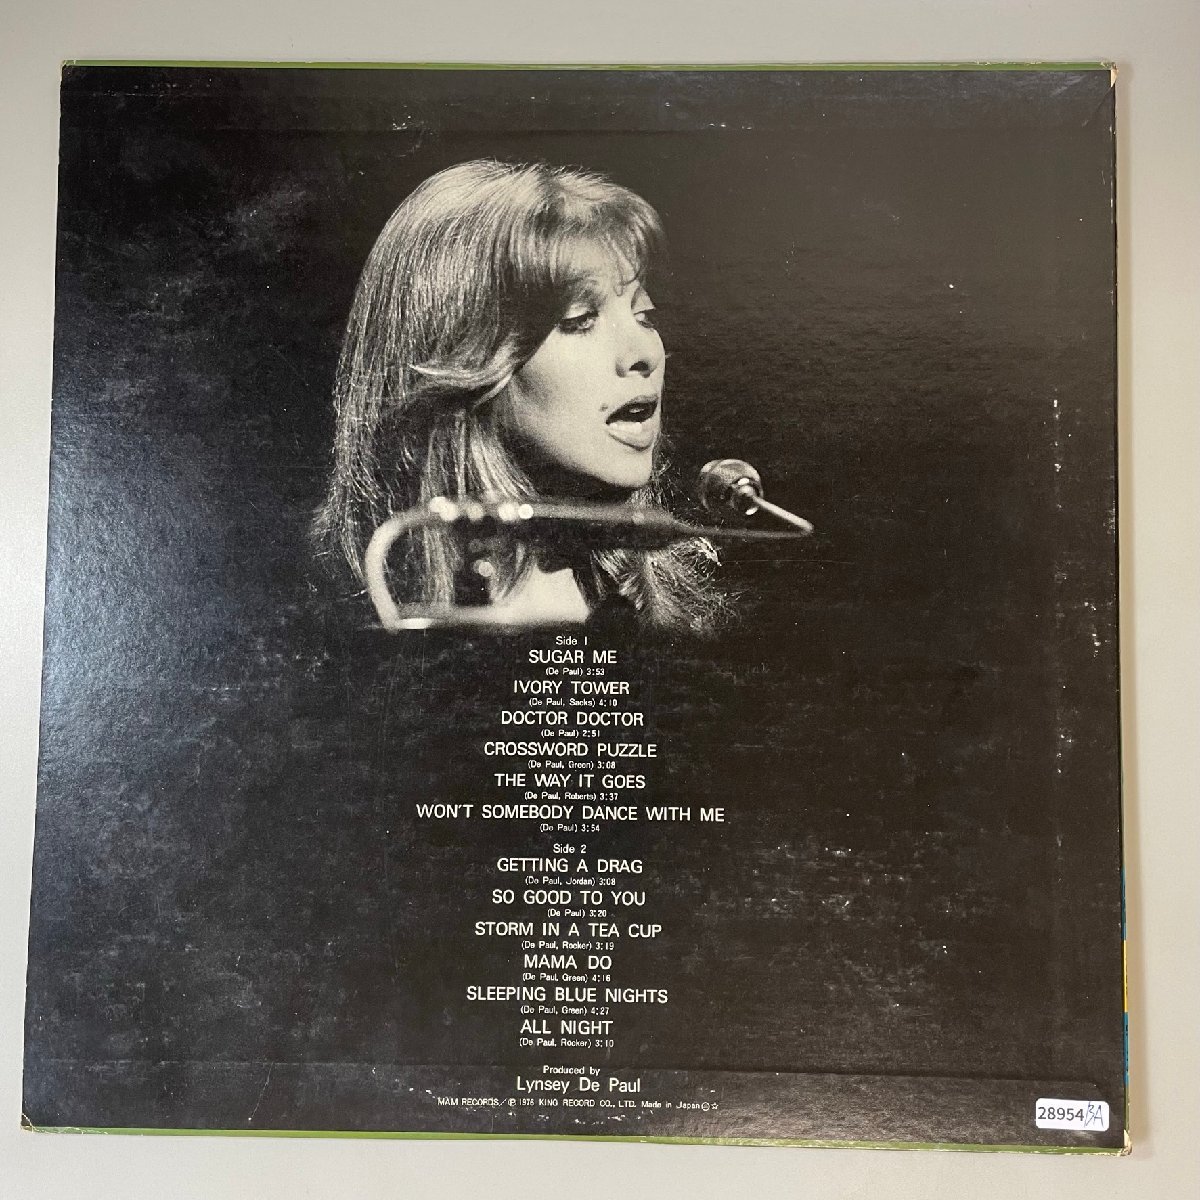 Side 1
SUGAR ME
(De Paul) 3:53
IVORY TOWER
(De Paul, Sacks) 4:10
DOCTOR DOCTOR
(De Paul) 2:51
CROSSWORD PUZZLE
(De Paul, Green) 3:08
THE WAY IT GOES
(De Paul, Roberts) 3:37
WON'T SOMEBODY DANCE WITH ME
(De Paul) 3:54
Side 2
GETTING A DRAG
(De Paul, Jordan) 3:08
SO GOOD TO YOU
(De Paul) 3:20
STORM IN A TEA CUP
(De Paul, Rocker) 3:19
MAMA DO
(De Paul, Green) 4:16
SLEEPING BLUE NIGHTS
(De Paul, Green) 4:27
ALL NIGHT
(De Paul, Rocker) 3:10
Produced by
Lynsey De Paul
MAM RECORDS/℗ 1976 KING RECORD CO., LTD. Made in Japan ☆
28954 BA